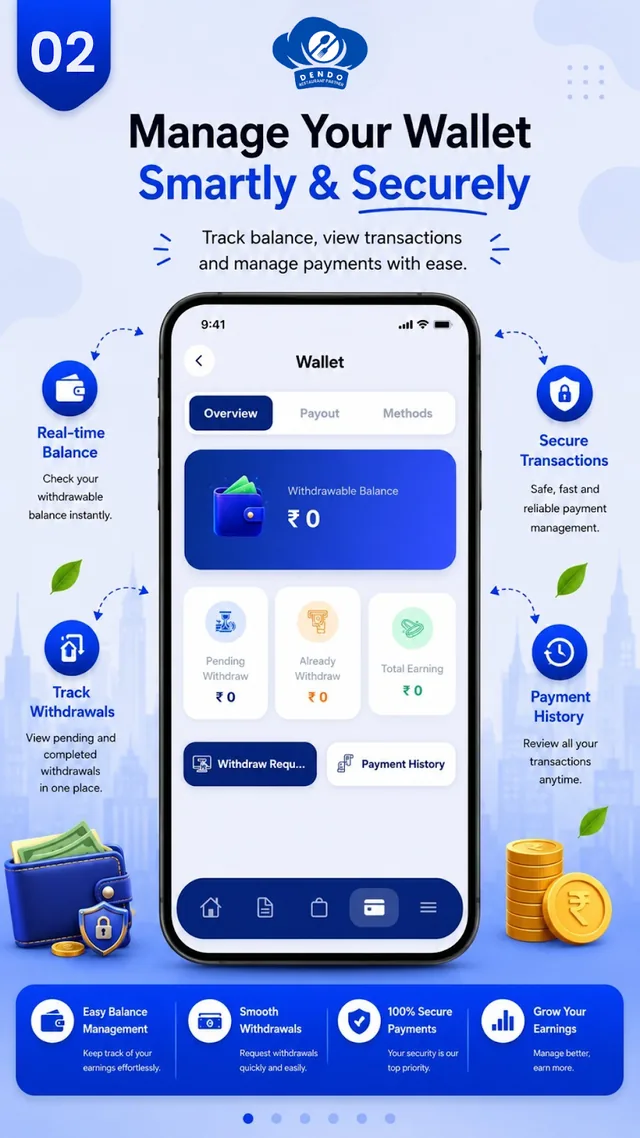 02
DENDO
RESTAURANT PARTNER
Manage Your Wallet
Smartly & Securely
Track balance, view transactions
and manage payments with ease.
9:41
Wallet
Overview
Payout
Methods
Withdrawable Balance
₹ 0
Pending
Withdraw
₹ 0
Already
Withdraw
₹ 0
Total Earning
₹ 0
Withdraw Requ...
Payment History
Real-time
Balance
Check your
withdrawable
balance instantly.
Track
Withdrawals
View pending and
completed
withdrawals
in one place.
Secure
Transactions
Safe, fast and
reliable payment
management.
Payment
History
Review all your
transactions
anytime.
₹
Easy Balance
Management
Keep track of your
earnings effortlessly.
Smooth
Withdrawals
Request withdrawals
quickly and easily.
100% Secure
Payments
Your security is our
top priority.
Grow Your
Earnings
Manage better,
earn more.